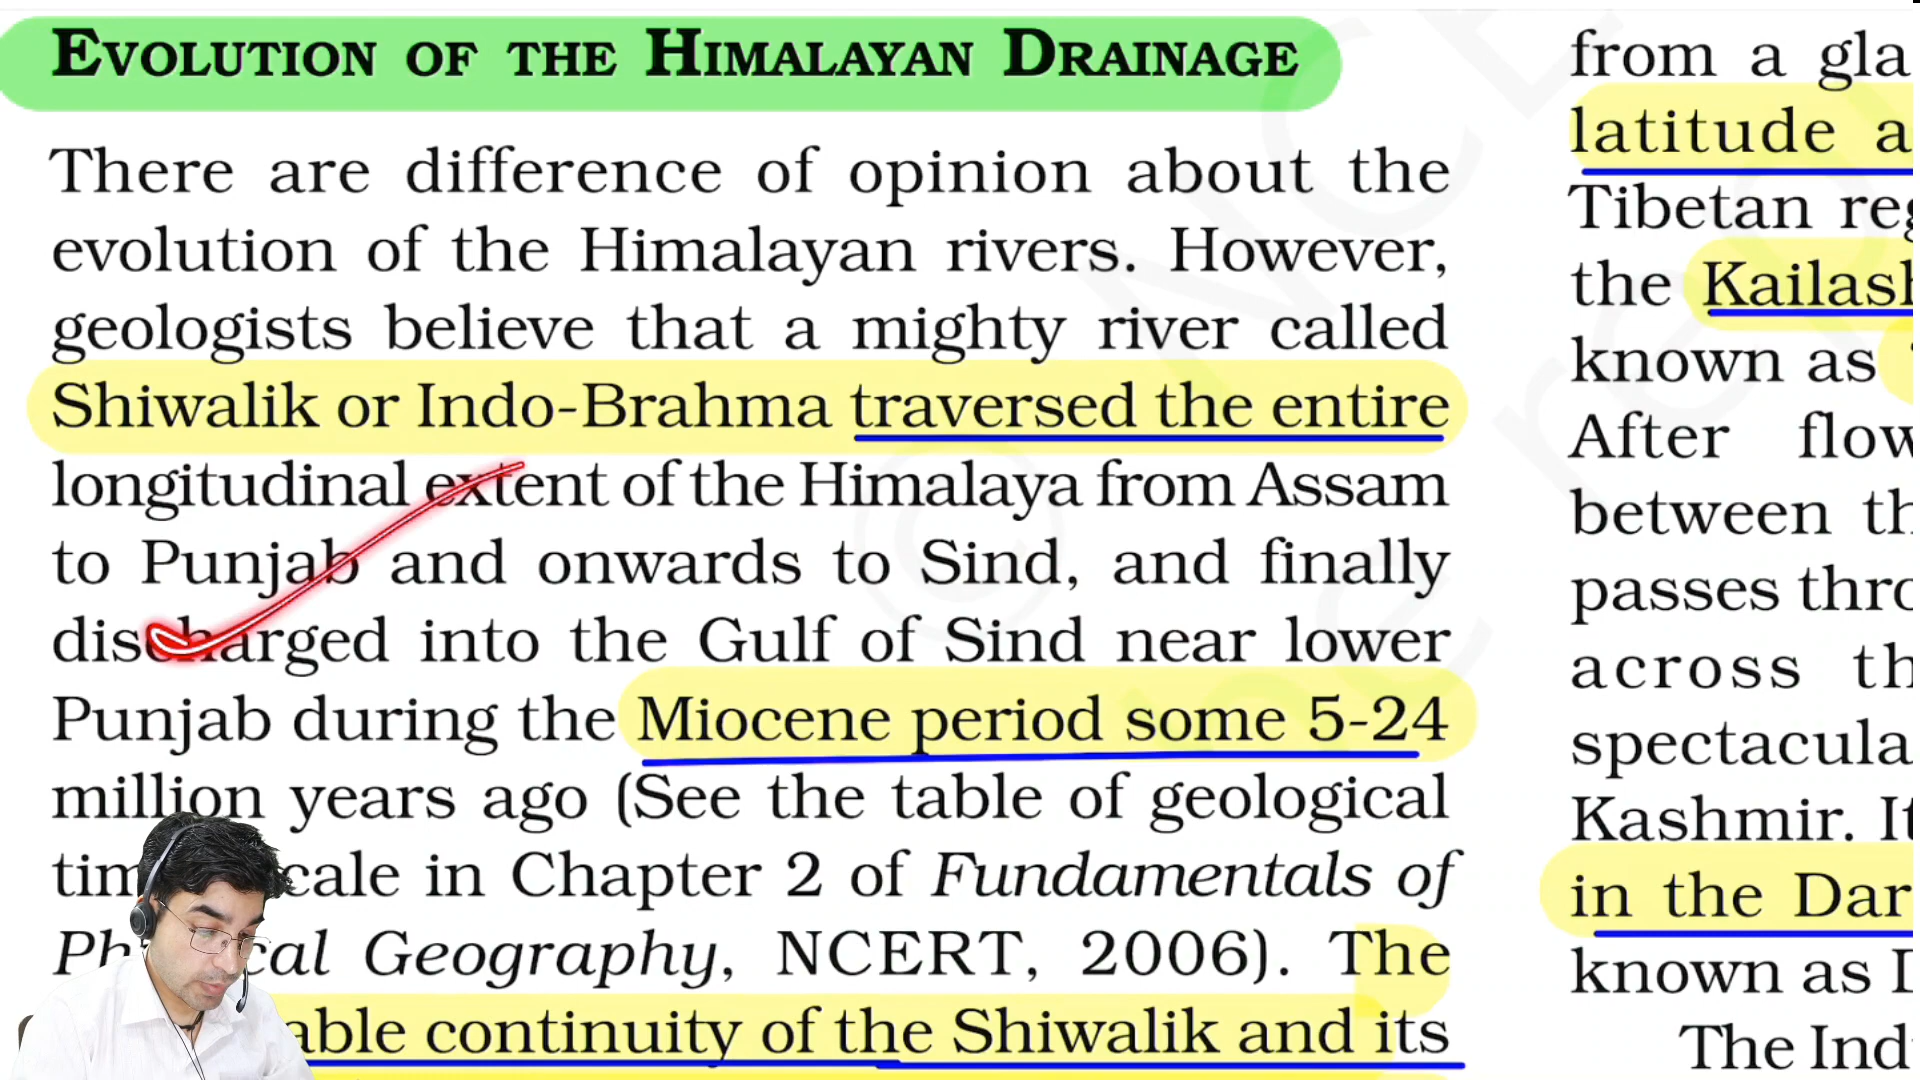 EVOLUTION OF THE HIMALAYAN DRAINAGE
There are difference of opinion about the
evolution of the Himalayan rivers. However,
geologists believe that a mighty river called
Shiwalik or Indo-Brahma traversed the entire
longitudinal extent of the Himalaya from Assam
to Punjab and onwards to Sind, and finally
discharged into the Gulf of Sind near lower
Punjab during the Miocene period some 5-24
million years ago (See the table of geological
cale in Chapter 2 of Fundamentals of
cal Geography, NCERT, 2006). The
able continuity of the Shiwalik and its
from a gla
latitude a
Tibetan reg
the Kailash
known as
After flow
between th
passes thro
across th
spectacula
Kashmir. It
in the Dar
known as D
The Ind